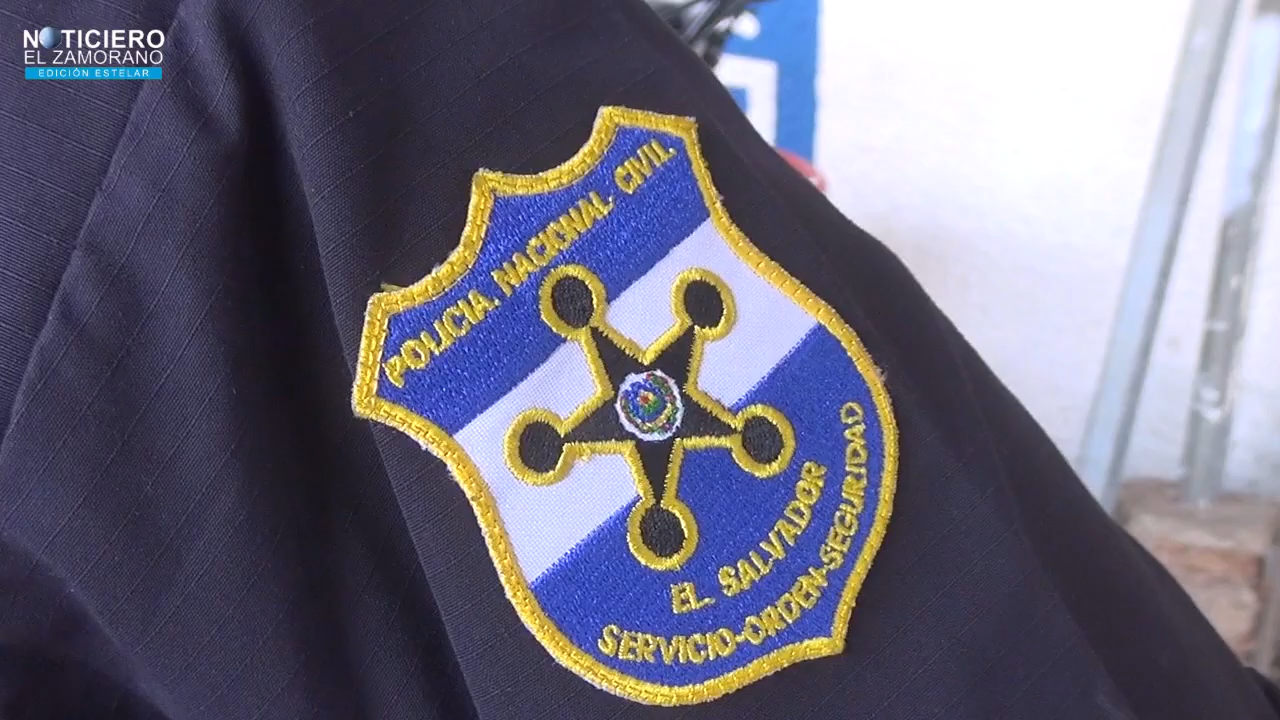 NOTICIERO
EL ZAMORANO
EDICIÓN ESTELAR
POLICIA NACIONAL CIVIL
EL SALVADOR
SERVICIO-ORDEN-SEGURIDAD